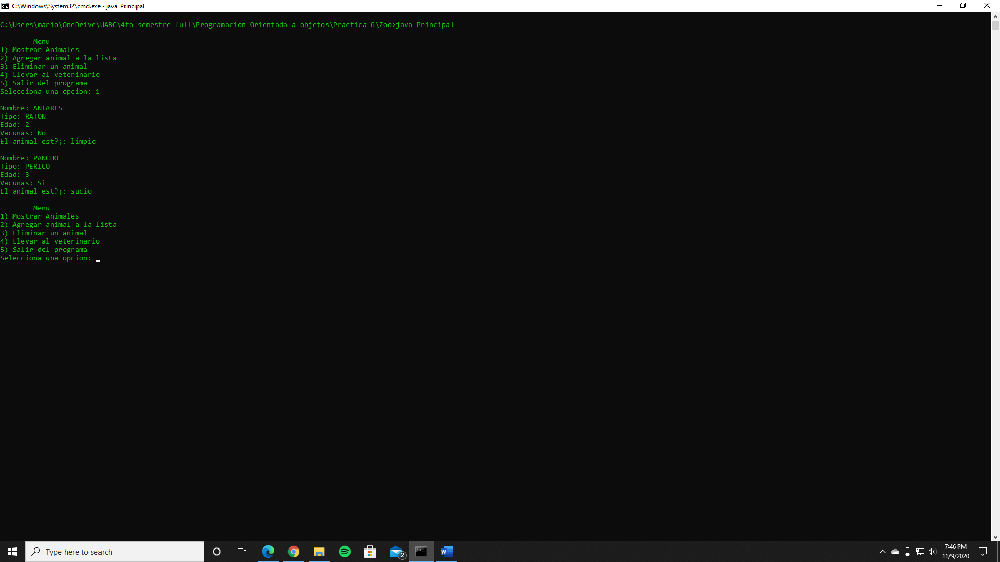 C:\Windows\System32\cmd.exe - java  Principal
C:\Users\mario\OneDrive\UABC\4to semestre full\Programacion Orientada a objetos\Practica 6\Zoo>java Principal
Menu
1) Mostrar Animales
2) Agregar animal a la lista
3) Eliminar un animal
4) Llevar al veterinario
5) Salir del programa
Selecciona una opcion: 1
Nombre: ANTARES
Tipo: RATON
Edad: 2
Vacunas: No
El animal est?¡: limpio
Nombre: PANCHO
Tipo: PERICO
Edad: 3
Vacunas: Si
El animal est?¡: sucio
Menu
1) Mostrar Animales
2) Agregar animal a la lista
3) Eliminar un animal
4) Llevar al veterinario
5) Salir del programa
Selecciona una opcion:
Type here to search
2
7:46 PM
11/9/2020